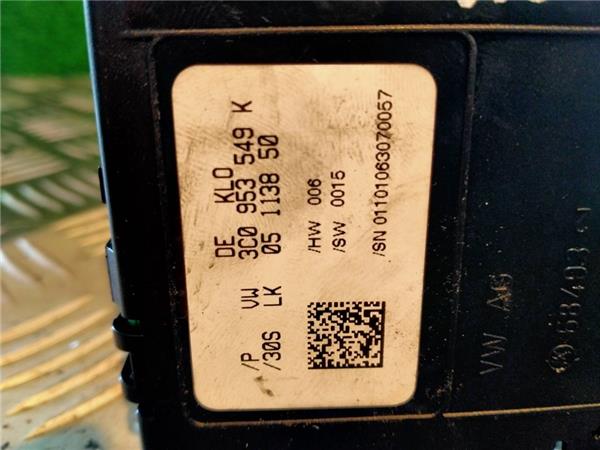 DE KLO
/P VW 3C0 953 549 K
/30S LK 05 1138 50
/HW 006
/SW 0015
/SN 01101063070057
VW AG